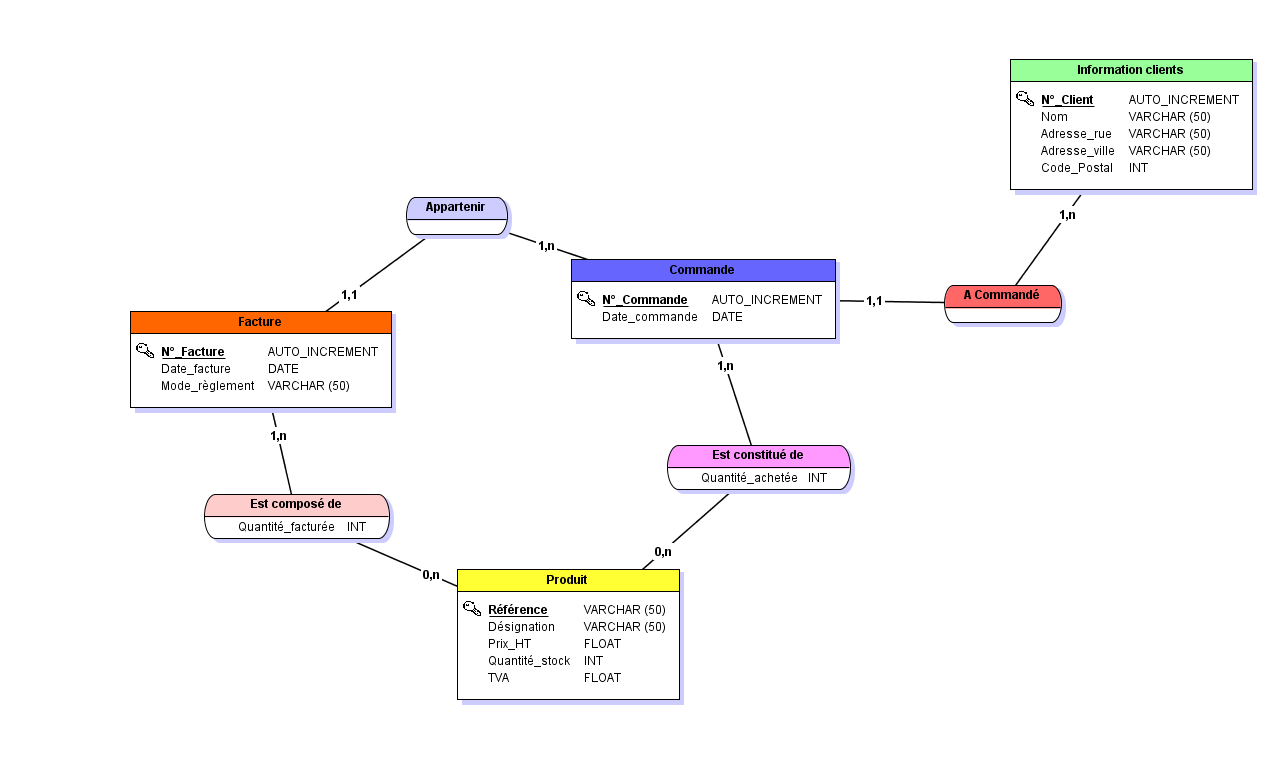 Information clients
N°_Client AUTO_INCREMENT
Nom VARCHAR (50)
Adresse_rue VARCHAR (50)
Adresse_ville VARCHAR (50)
Code_Postal INT
1,n
Appartenir
1,n
1,1
Commande
N°_Commande AUTO_INCREMENT
Date_commande DATE
1,1
A Commandé
Facture
N°_Facture AUTO_INCREMENT
Date_facture DATE
Mode_règlement VARCHAR (50)
1,n
1,n
Est constitué de
Quantité_achetée INT
Est composé de
Quantité_facturée INT
0,n
0,n
Produit
Référence VARCHAR (50)
Désignation VARCHAR (50)
Prix_HT FLOAT
Quantité_stock INT
TVA FLOAT